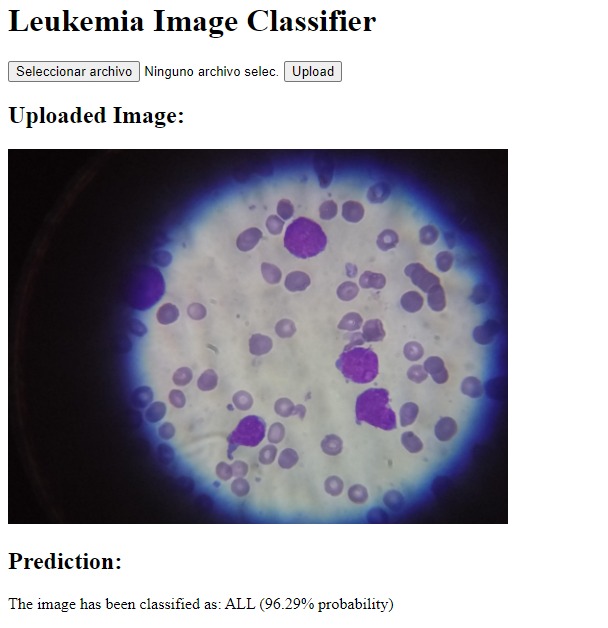 Leukemia Image Classifier
Seleccionar archivo Ninguno archivo selec. Upload
Uploaded Image:
Prediction:
The image has been classified as: ALL (96.29% probability)